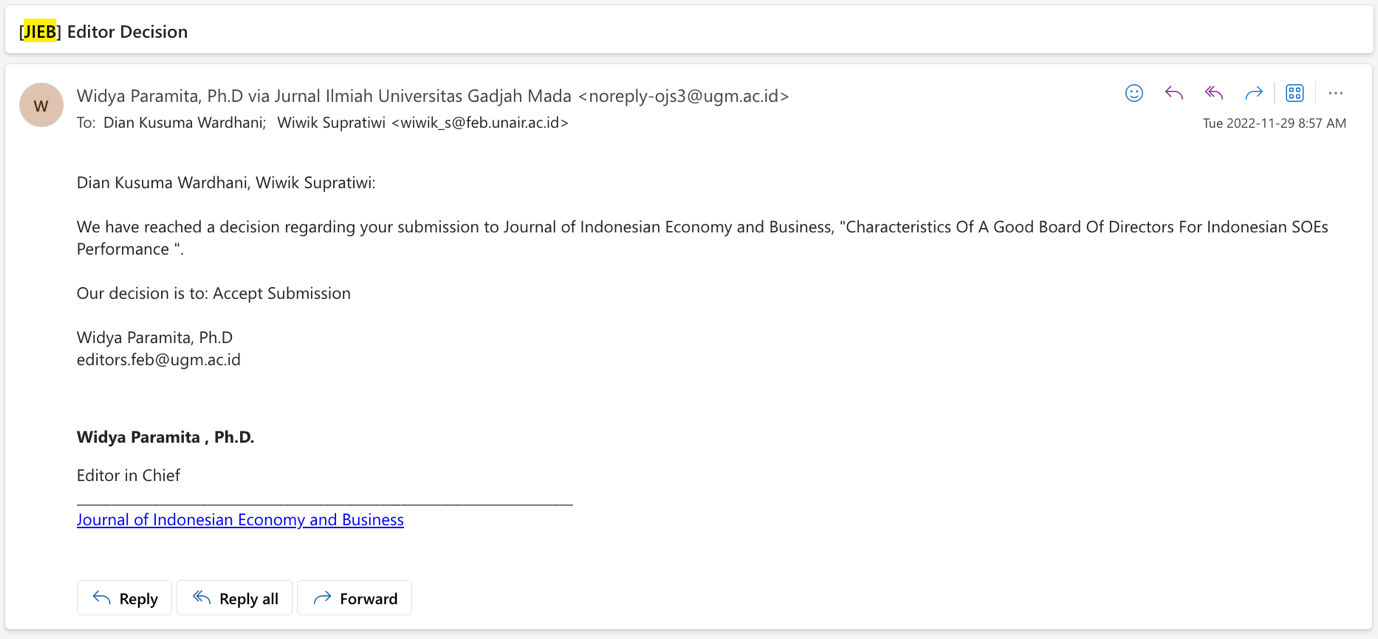 [JIEB] Editor Decision
W
Widya Paramita, Ph.D via Jurnal Ilmiah Universitas Gadjah Mada <noreply-ojs3@ugm.ac.id>
To: Dian Kusuma Wardhani; Wiwik Supratiwi <wiwik_s@feb.unair.ac.id>
Tue 2022-11-29 8:57 AM
Dian Kusuma Wardhani, Wiwik Supratiwi:
We have reached a decision regarding your submission to Journal of Indonesian Economy and Business, "Characteristics Of A Good Board Of Directors For Indonesian SOEs
Performance ".
Our decision is to: Accept Submission
Widya Paramita, Ph.D
editors.feb@ugm.ac.id
Widya Paramita , Ph.D.
Editor in Chief
Journal of Indonesian Economy and Business
Reply
Reply all
Forward